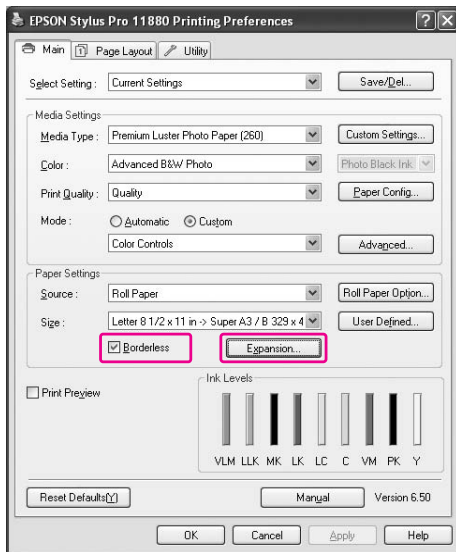 EPSON Stylus Pro 11880 Printing Preferences
Main Page Layout Utility
Select Setting : Current Settings Save/Del...
Media Settings
Media Type : Premium Luster Photo Paper (260) Custom Settings...
Color : Advanced B&W Photo Photo Black Ink
Print Quality : Quality Paper Config...
Mode : Automatic Custom
Color Controls Advanced...
Paper Settings
Source : Roll Paper Roll Paper Option...
Size : Letter 8 1/2 x 11 in -> Super A3 / B 329 x 4 User Defined...
Borderless Expansion...
Print Preview
Ink Levels
VLM LLK MK LK LC C VM PK Y
Reset Defaults(Y) Manual Version 6.50
OK Cancel Apply Help